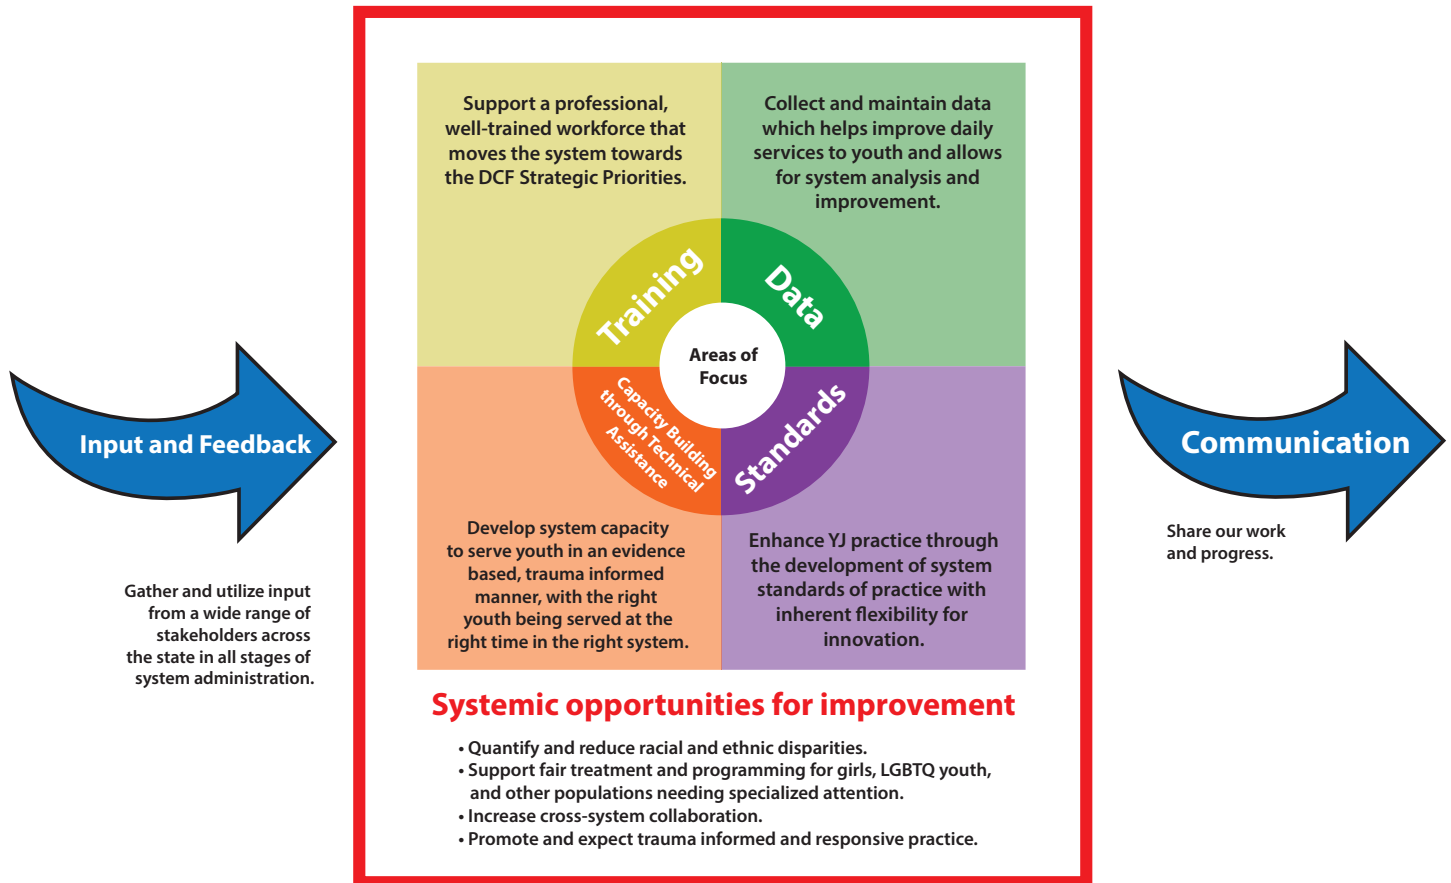 Support a professional,
well-trained workforce that
moves the system towards
the DCF Strategic Priorities.
Collect and maintain data
which helps improve daily
services to youth and allows
for system analysis and
improvement.
Training
Data
Areas of
Focus
Capacity Building
through Technical
Assistance
Standards
Develop system capacity
to serve youth in an evidence
based, trauma informed
manner, with the right
youth being served at the
right time in the right system.
Enhance YJ practice through
the development of system
standards of practice with
inherent flexibility for
innovation.
Input and Feedback
Gather and utilize input
from a wide range of
stakeholders across
the state in all stages of
system administration.
Communication
Share our work
and progress.
Systemic opportunities for improvement
• Quantify and reduce racial and ethnic disparities.
• Support fair treatment and programming for girls, LGBTQ youth,
and other populations needing specialized attention.
• Increase cross-system collaboration.
• Promote and expect trauma informed and responsive practice.